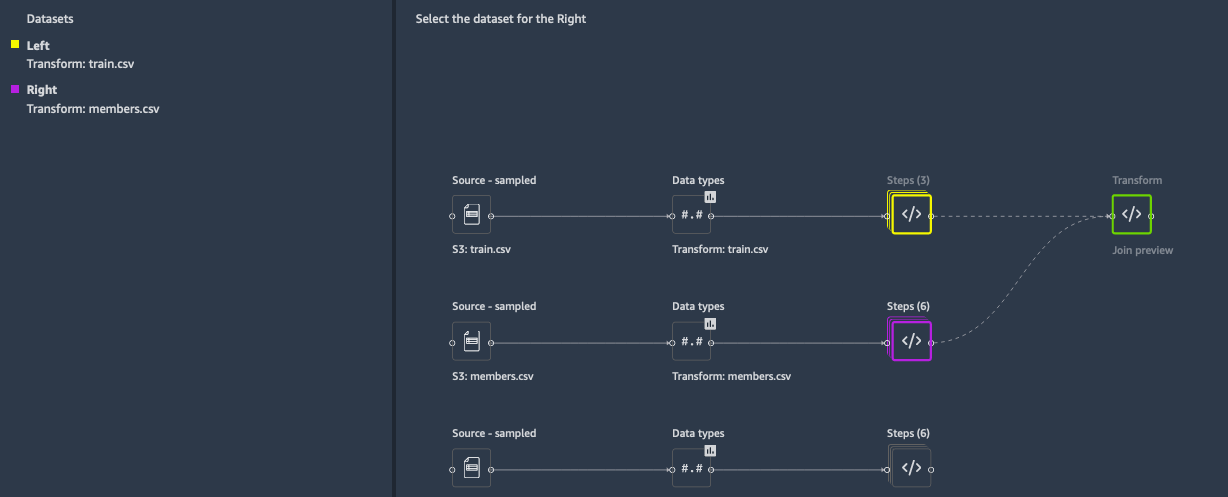 Datasets
Select the dataset for the Right
Left
Transform: train.csv
Right
Transform: members.csv
Source - sampled
Data types
Steps (3)
Transform
#.#
</>
</>
S3: train.csv
Transform: train.csv
Join preview
Source - sampled
Data types
Steps (6)
#.#
</>
S3: members.csv
Transform: members.csv
Source - sampled
Data types
Steps (6)
#.#
</>